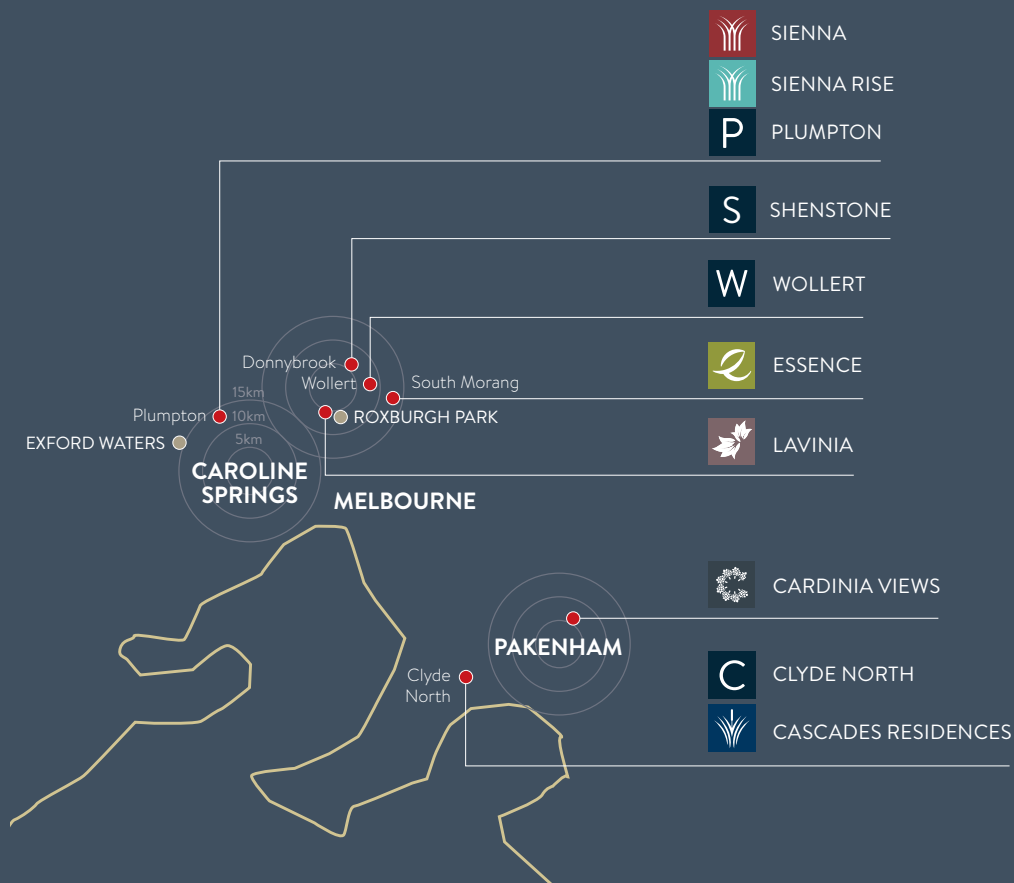 SIENNA
SIENNA RISE
P PLUMPTON
S SHENSTONE
W WOLLERT
ESSENCE
LAVINIA
Donnybrook
Wollert
South Morang
15km
Plumpton
10km
ROXBURGH PARK
EXFORD WATERS
5km
CAROLINE
SPRINGS
MELBOURNE
CARDINIA VIEWS
PAKENHAM
Clyde
North
C CLYDE NORTH
CASCADES RESIDENCES